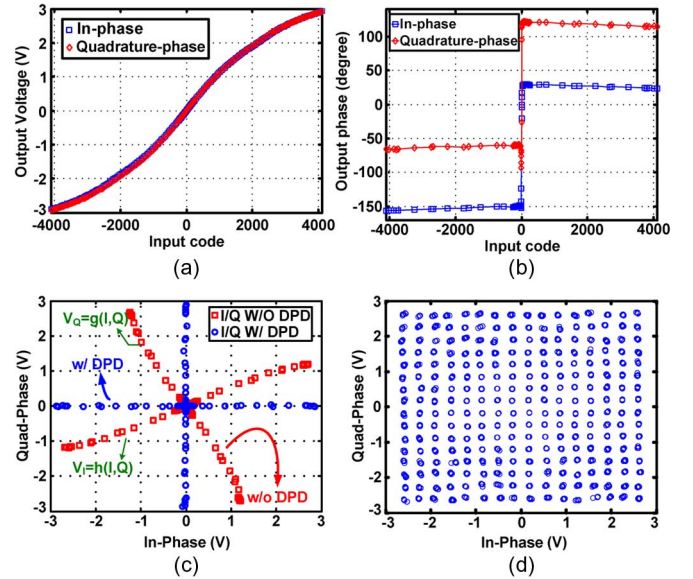 3
2
1
0
-1
-2
-3
Output Voltage (V)
In-phase
Quadrature-phase
-4000 -2000 0 2000 4000
Input code
(a)
100
50
0
-50
-100
-150
Output phase (degree)
In-phase
Quadrature-phase
-4000 -2000 0 2000 4000
Input code
(b)
3
2
1
0
-1
-2
-3
Quad-Phase (V)
V_Q=g(I,Q)
I/Q W/O DPD
I/Q W/ DPD
w/ DPD
V_I=h(I,Q)
w/o DPD
-3 -2 -1 0 1 2 3
In-Phase (V)
(c)
3
2
1
0
-1
-2
-3
Quad-Phase (V)
-3 -2 -1 0 1 2 3
In-Phase (V)
(d)